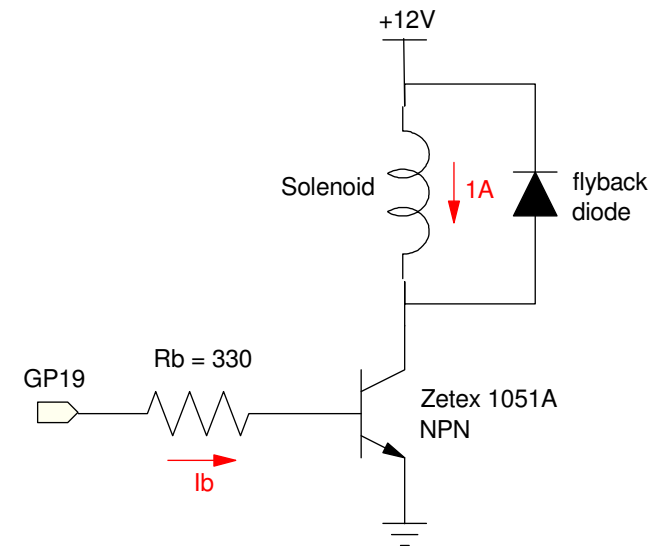 +12V
Solenoid
1A
flyback
diode
Rb = 330
GP19
Zetex 1051A
NPN
Ib